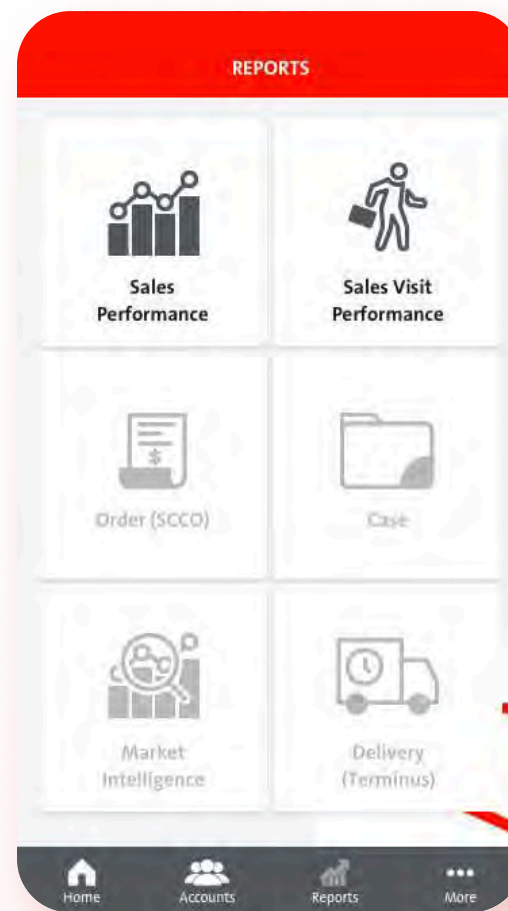 REPORTS
Sales
Performance
Sales Visit
Performance
$
Order (SCCO)
Case
Market
Intelligence
Delivery
(Terminus)
Home
Accounts
Reports
More